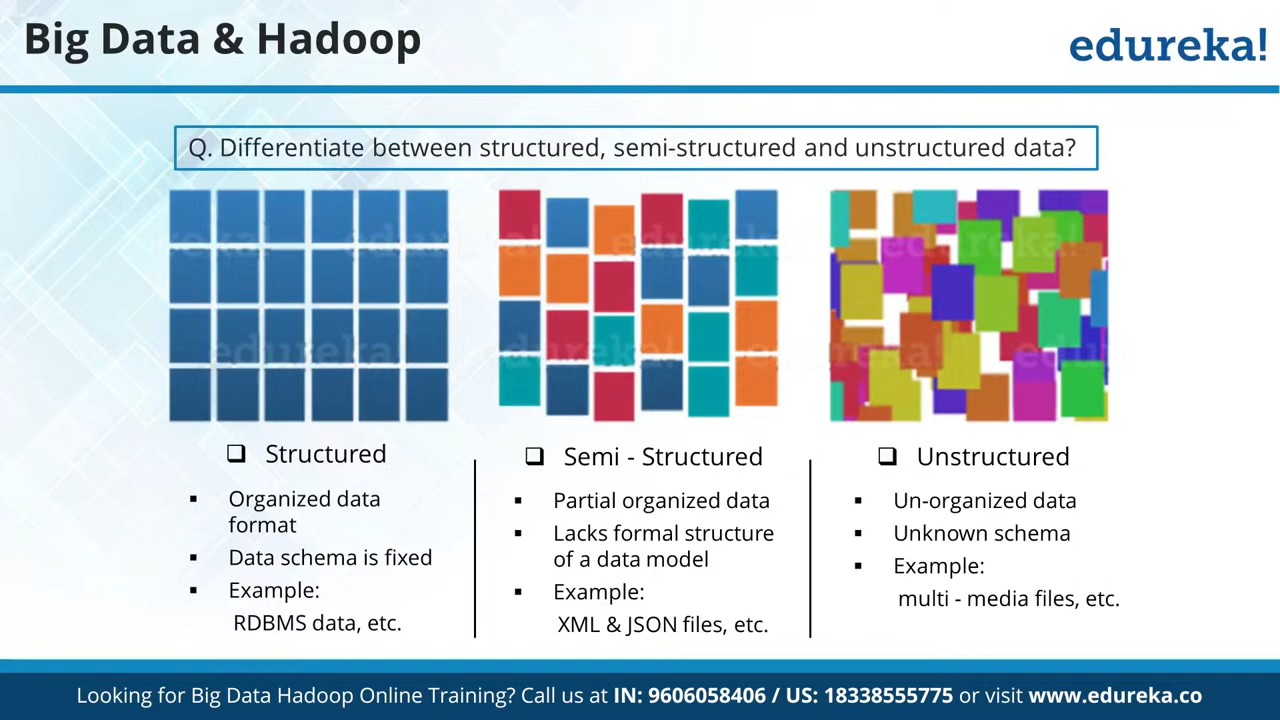 Big Data & Hadoop
edureka!
Q. Differentiate between structured, semi-structured and unstructured data?
❑ Structured
▪ Organized data
format
▪ Data schema is fixed
▪ Example:
RDBMS data, etc.
❑ Semi - Structured
▪ Partial organized data
▪ Lacks formal structure
of a data model
▪ Example:
XML & JSON files, etc.
❑ Unstructured
▪ Un-organized data
▪ Unknown schema
▪ Example:
multi - media files, etc.
Looking for Big Data Hadoop Online Training? Call us at IN: 9606058406 / US: 18338555775 or visit www.edureka.co